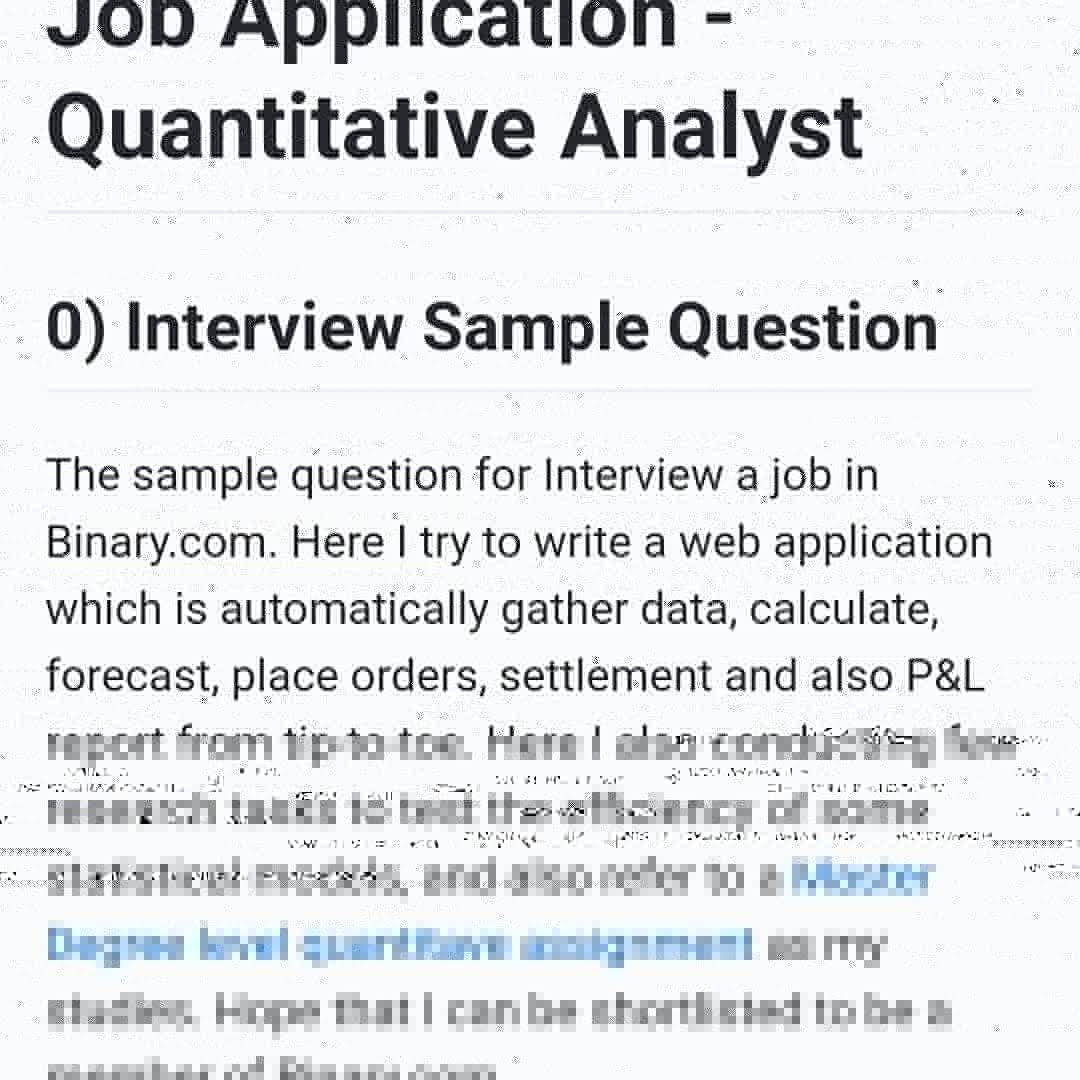 Job Application -
Quantitative Analyst
0) Interview Sample Question
The sample question for Interview a job in
Binary.com. Here I try to write a web application
which is automatically gather data, calculate,
forecast, place orders, settlement and also P&L
report from tip-to-toe. Here I also conducting few
research tasks to test the efficiency of some
statistical models, and also refer to a Master
Degree level quantitave assignment as my
studies. Hope that I can be shortlisted to be a
member of Binary.com.